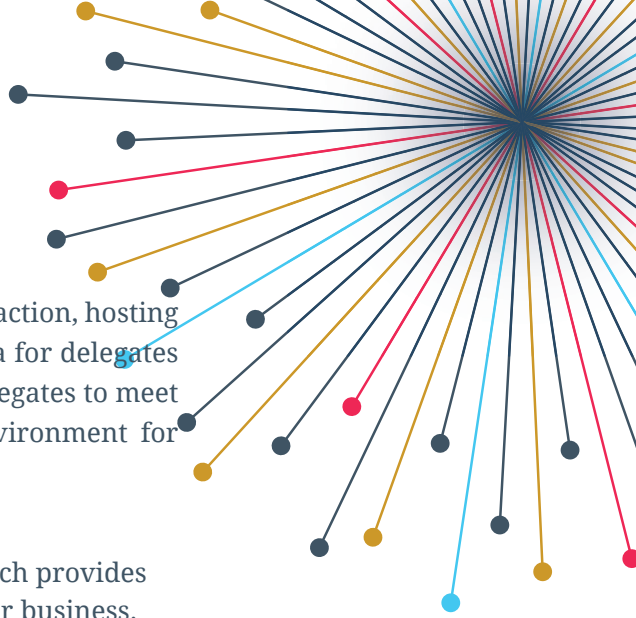 action, hosting
a for delegates
egates to meet
vironment for
ch provides
r business.